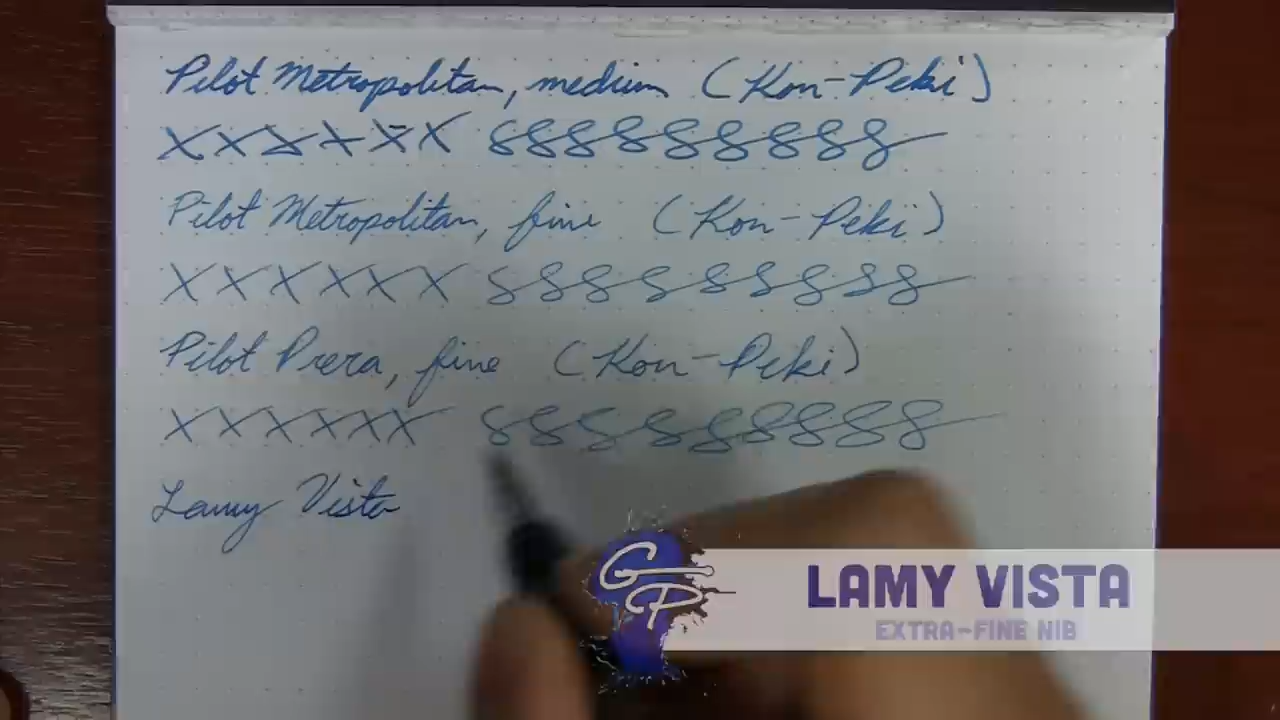 Pilot Metropolitan, medium (Kon-Peki)
XXXXXX 888888888
Pilot Metropolitan, fine (Kon-Peki)
XXXXXX 888888888
Pilot Prera, fine (Kon-Peki)
XXXXXX 888888888
Lamy Vista
GP
LAMY VISTA
EXTRA-FINE NIB